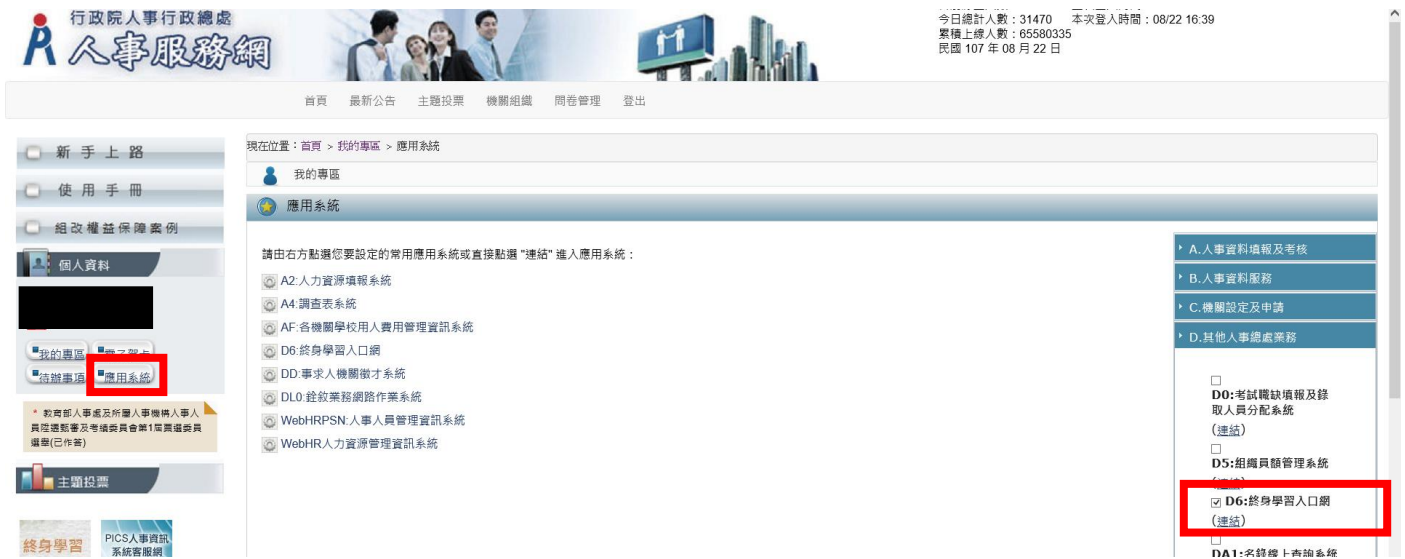 行政院人事行政總處
人事服務網
今日總計人數：31470 本次登入時間：08/22 16:39
累積上線人數：65580335
民國 107 年 08 月 22 日
首頁 最新公告 主題投票 機關組織 問卷管理 登出
新手上路
使用手冊
組改權益保障案例
個人資料
我的專區
待辦事項 應用系統
* 教育部人事處及所屬人事機構人事人
員陞遷甄審及考績委員會第1屆票選委員
選舉(已作答)
主題投票
終身學習
PICS人事資訊
系統客服網
現在位置：首頁 > 我的專區 > 應用系統
我的專區
應用系統
請由右方點選您要設定的常用應用系統或直接點選 "連結" 進入應用系統：
A2:人力資源填報系統
A4:調查表系統
AF:各機關學校用人費用管理資訊系統
D6:終身學習入口網
DD:事求人機關徵才系統
DL0:銓敘業務網路作業系統
WebHRPSN:人事人員管理資訊系統
WebHR人力資源管理資訊系統
A.人事資料填報及考核
B.人事資料服務
C.機關設定及申請
D.其他人事總處業務
D0:考試職缺填報及錄
取人員分配系統
(連結)
D5:組織員額管理系統
(連結)
D6:終身學習入口網
(連結)
DA1:名錄線上查詢系統